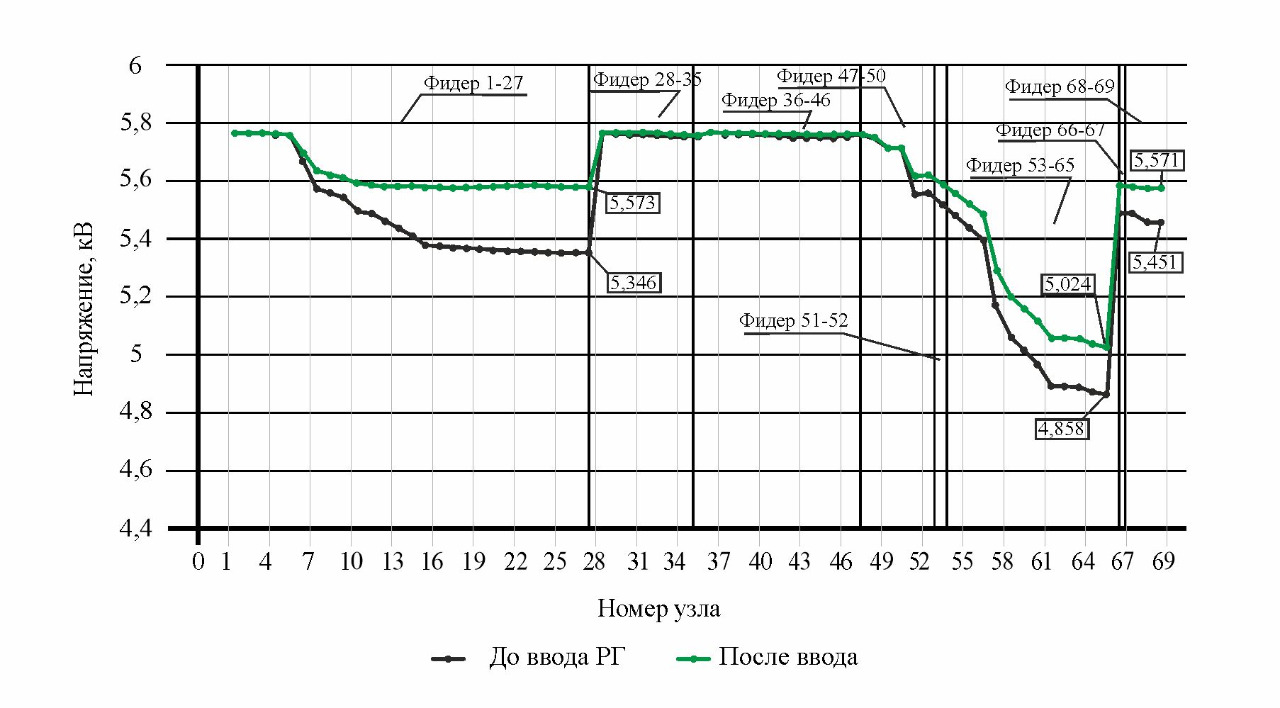 6
Фидер 1-27
Фидер 28-35
Фидер 47-50
Фидер 68-69
Фидер 36-46
5,8
Фидер 66-67
5,571
Фидер 53-65
5,6
5,573
5,4
5,451
5,346
5,024
5,2
Фидер 51-52
5
4,8
4,858
4,6
4,4
Напряжение, кВ
0 1 4 7 10 13 16 19 22 25 28 31 34 37 40 43 46 49 52 55 58 61 64 67 69
Номер узла
До ввода РГ
После ввода